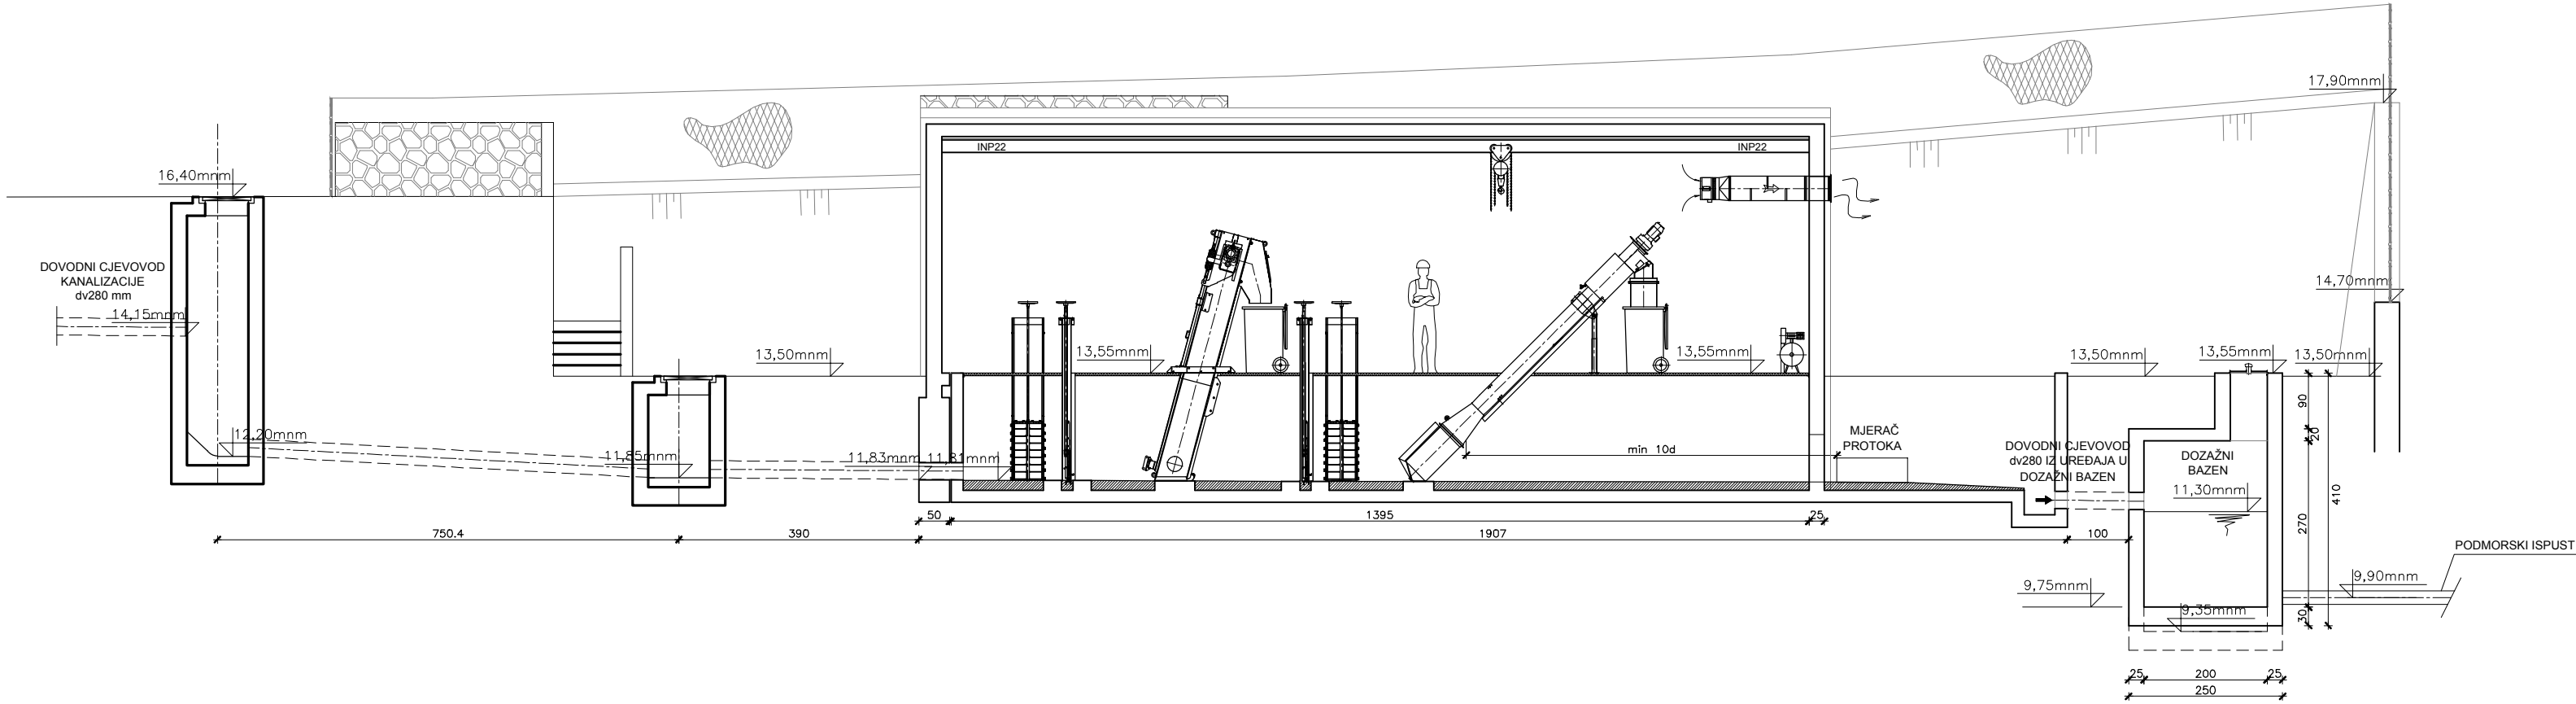 17,90mnm
INP22
INP22
16,40mnm
DOVODNI CJEVOVOD
KANALIZACIJE
dv280 mm
14,15mnm
14,70mnm
13,50mnm
13,55mnm
13,55mnm
13,50mnm
13,55mnm
13,50mnm
12,20mnm
11,85mnm
11,83mnm
11,81mnm
min 10d
MJERAČ
PROTOKA
DOVODNI CJEVOVOD
dv280 IZ UREĐAJA U
DOZAŽNI BAZEN
DOZAŽNI
BAZEN
11,30mnm
90
20
270
30
410
50
1395
25
750.4
390
1907
100
PODMORSKI ISPUST
9,75mnm
9,90mnm
9,35mnm
25
200
25
250